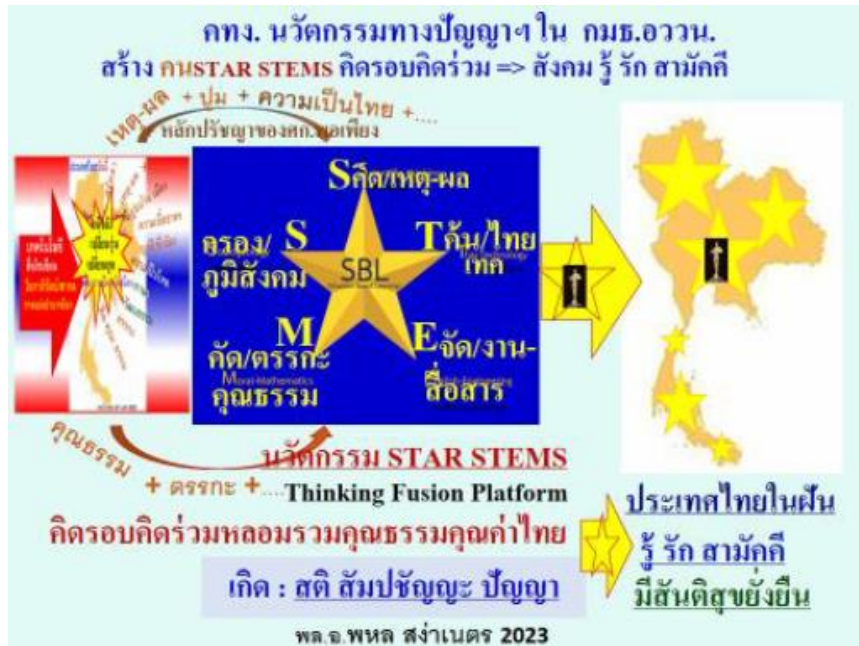 คทง. นวัตกรรมทางปัญญาฯ ใน กมธ.อววน.
สร้าง คนSTAR STEMS คิดรอบคิดร่วม => สังคม รู้ รัก สามัคคี
เหตุ-ผล + ปุม + ความเป็นไทย +....
หลักปรัชญาของศก.พอเพียง
Sคิด/เหตุ-ผล
ครอง/ S
ภูมิสังคม
Tค้น/ไทย
เทค
SBL
M
คัด/ตรรกะ
Moral-Mathematics
คุณธรรม
Eจัด/งาน-
สื่อสาร
คุณธรรม + ตรรกะ +....
นวัตกรรม STAR STEMS
Thinking Fusion Platform
คิดรอบคิดร่วมหลอมรวมคุณธรรมคุณค่าไทย
เกิด : สติ สัมปชัญญะ ปัญญา
ประเทศไทยในฝัน
รู้ รัก สามัคคี
มีสันติสุขยั่งยืน
พล.อ.พหล สง่าเนตร 2023